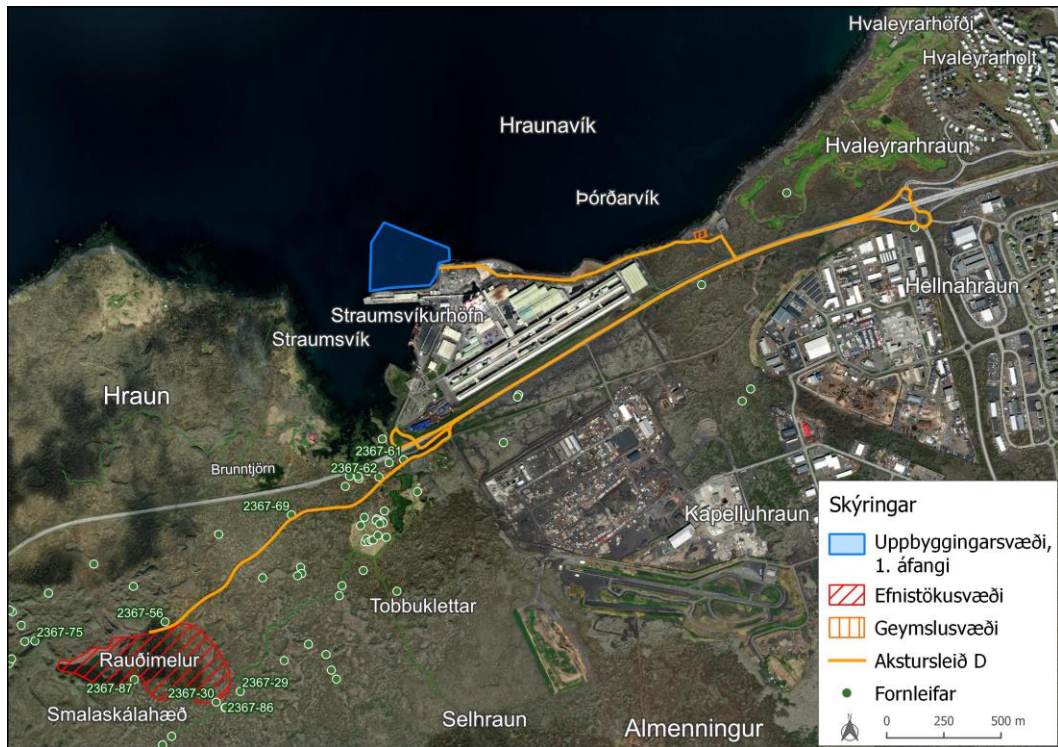 Hvaleyrarhöfði
Hvaleyrarholt
Hraunavík
Hvaleyrarhraun
Þórðarvík
Hellnahraun
Straumsvíkurhöfn
Straumsvík
Hraun
2367-61
2367-62
Brunntjörn
2367-69
Kapelluhraun
Tobbuklettar
2367-56
2367-75
Rauðimelur
2367-87
2367-30
2367-29
2367-86
Smalaskálahæð
Selhraun
Almenningur
Skýringar
Uppbyggingarsvæði,
1. áfangi
Efnistökusvæði
Geymslusvæði
Akstursleið D
Fornleifar
N
0 250 500 m